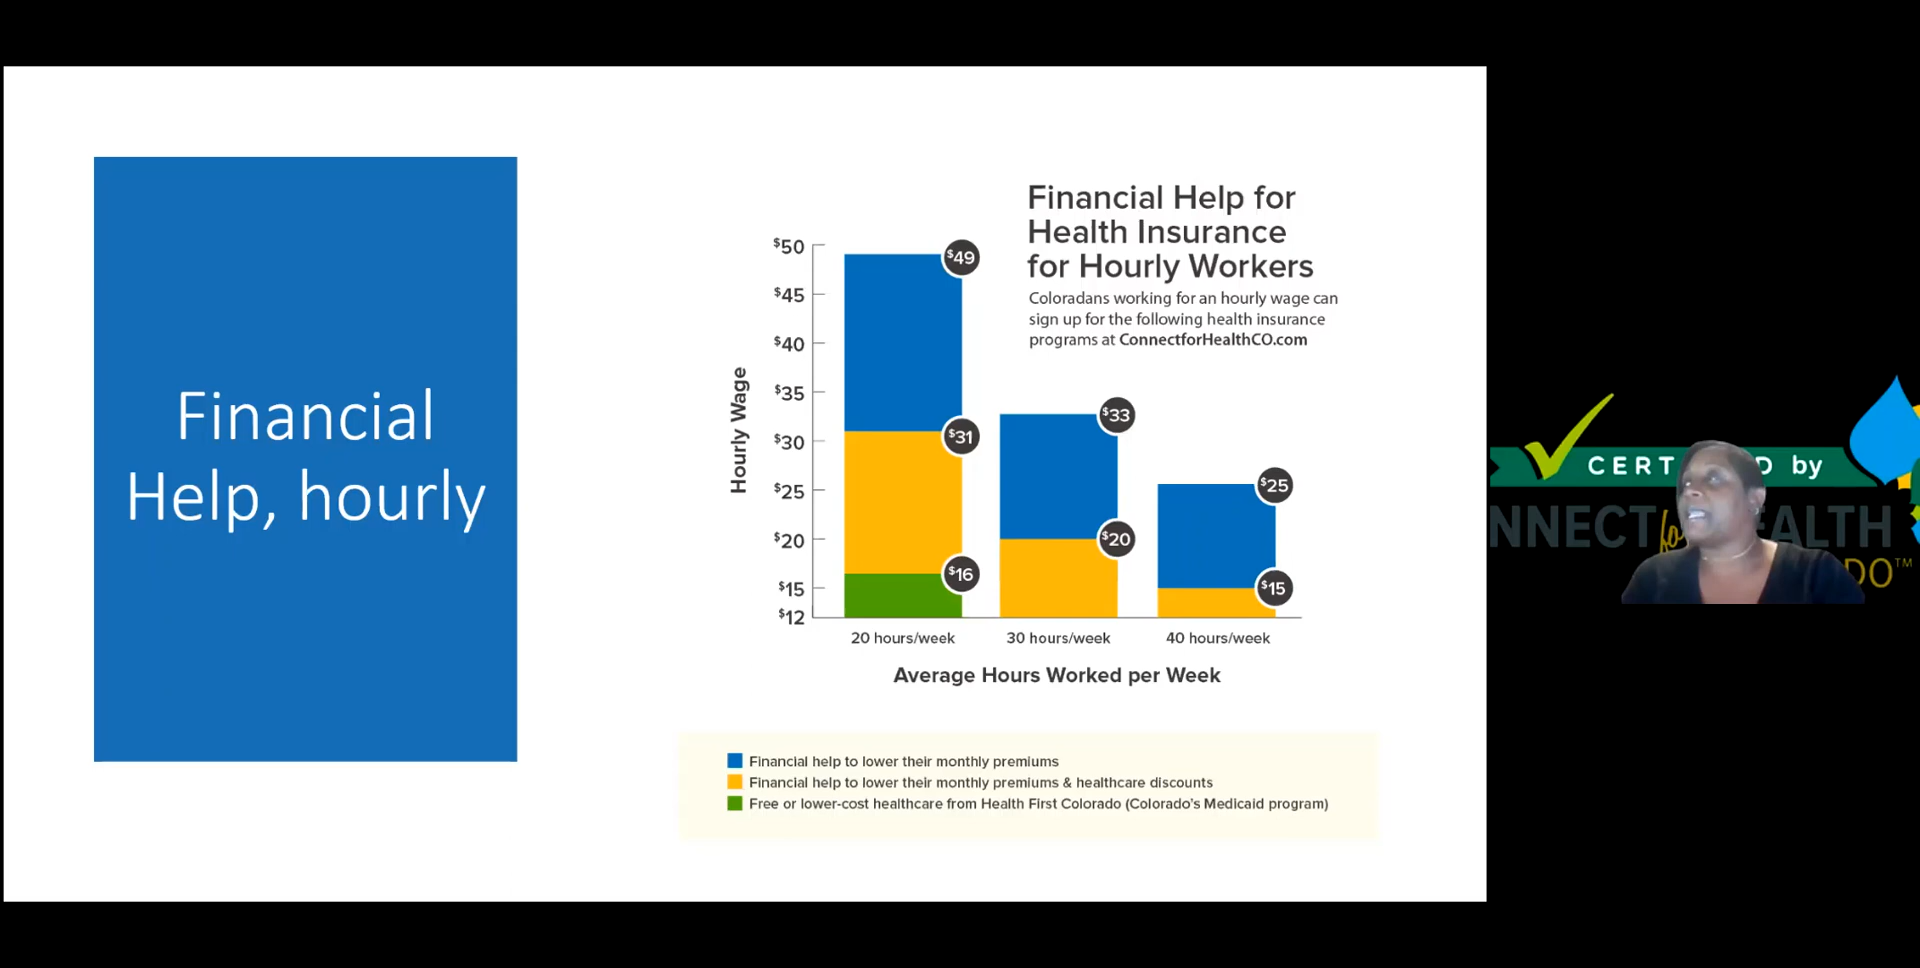 Financial
Help, hourly
Financial Help for
Health Insurance
for Hourly Workers
Coloradans working for an hourly wage can
sign up for the following health insurance
programs at ConnectforHealthCO.com
Hourly Wage
$50
$45
$40
$35
$30
$25
$20
$15
$12
$49
$31
$16
$33
$20
$25
$15
20 hours/week
30 hours/week
40 hours/week
Average Hours Worked per Week
Financial help to lower their monthly premiums
Financial help to lower their monthly premiums & healthcare discounts
Free or lower-cost healthcare from Health First Colorado (Colorado's Medicaid program)
CERT D by
NNECT fo EALTH
DO™